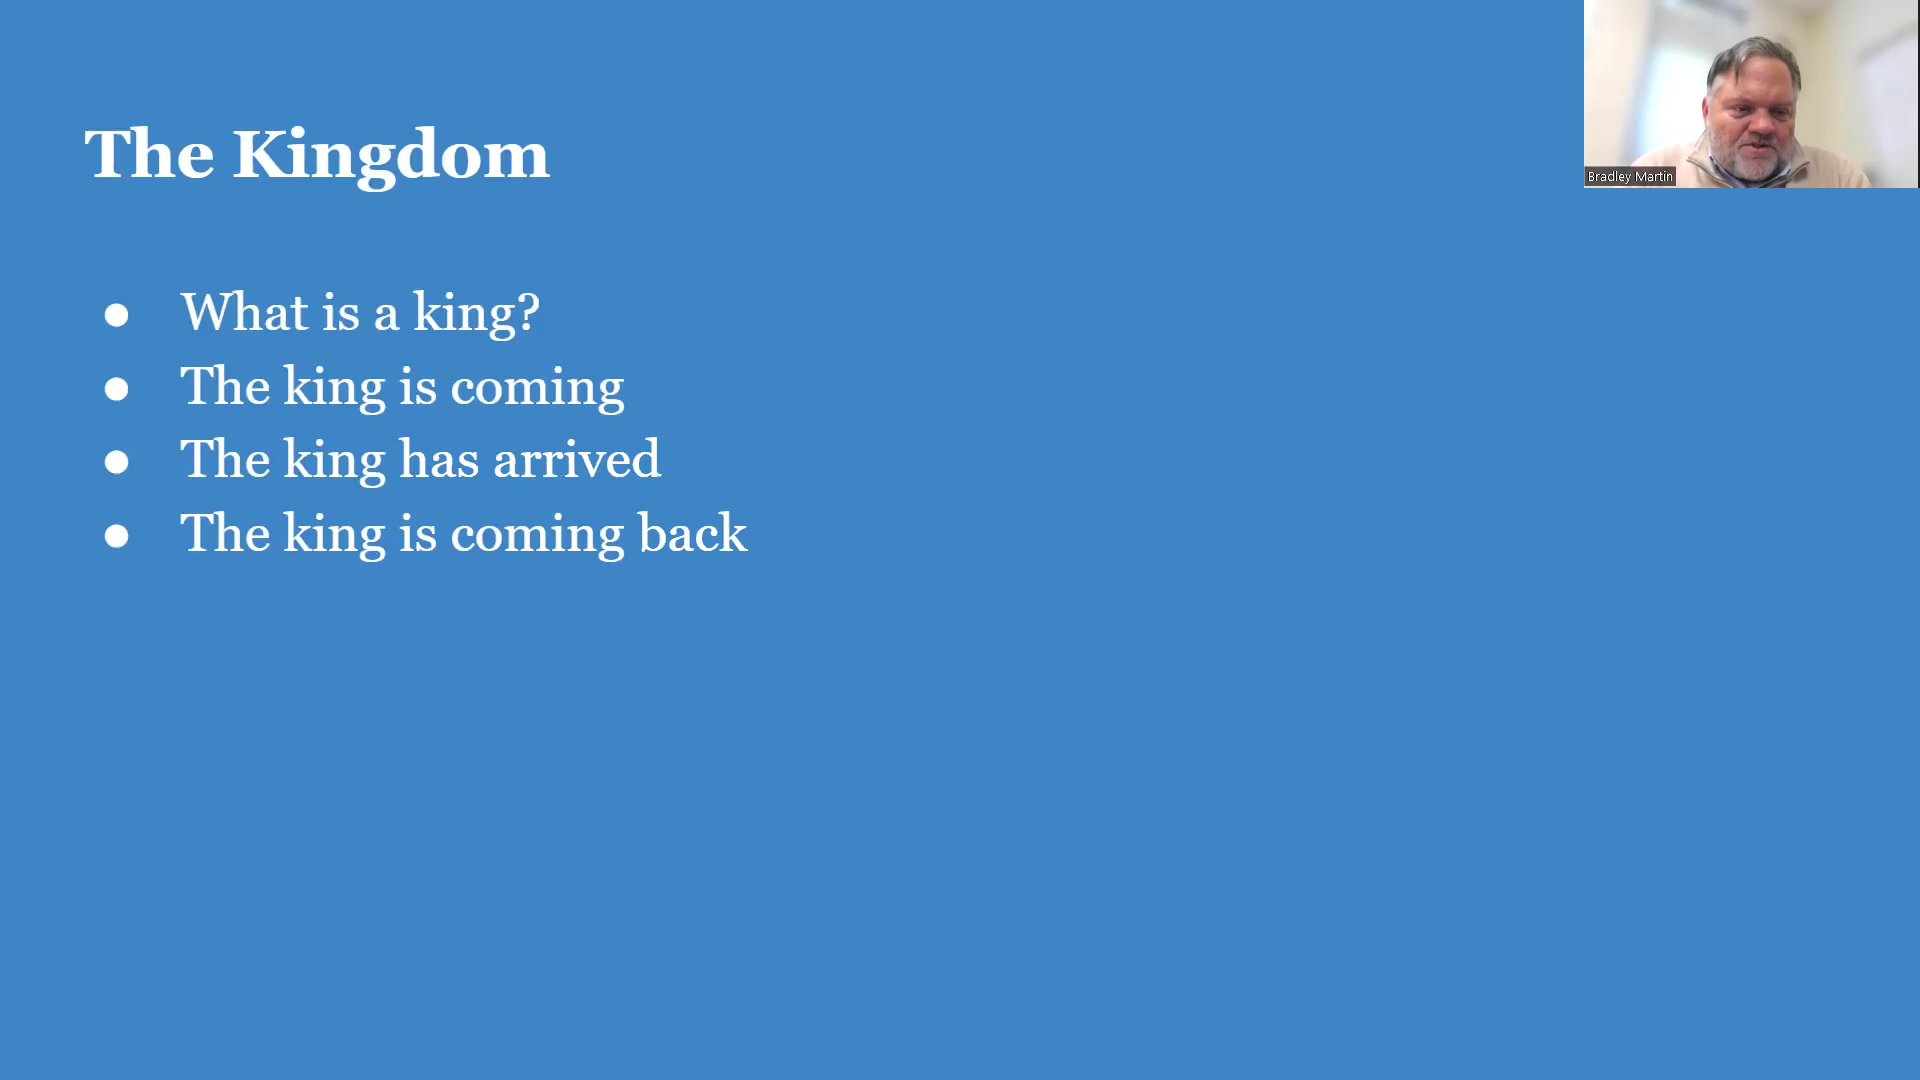 The Kingdom
● What is a king?
● The king is coming
● The king has arrived
● The king is coming back
Bradley Martin